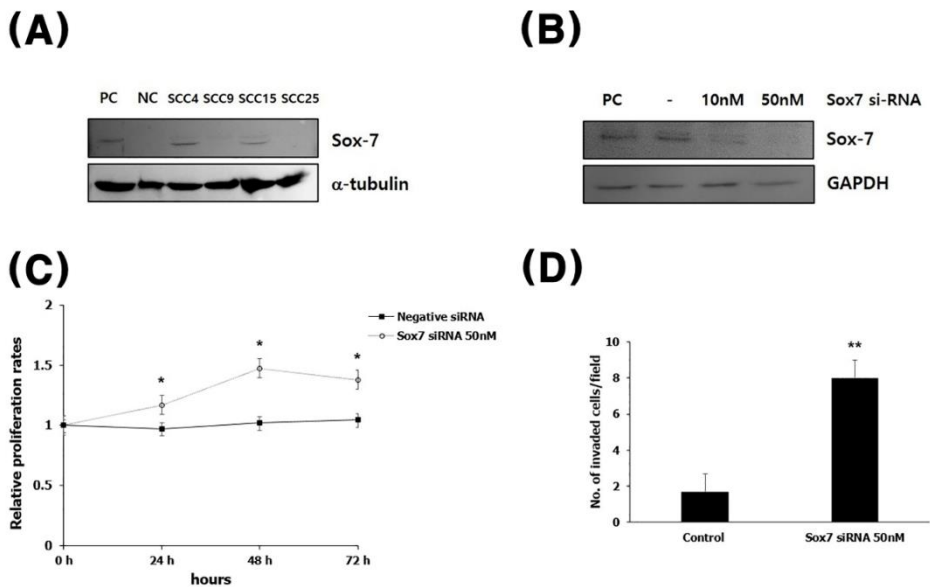 (A)
PC NC SCC4 SCC9 SCC15 SCC25
Sox-7
α-tubulin
(B)
PC - 10nM 50nM Sox7 si-RNA
Sox-7
GAPDH
(C)
2
1.5
1
0.5
0
Relative proliferation rates
* * *
Negative siRNA
Sox7 siRNA 50nM
0 h 24 h 48 h 72 h
hours
(D)
10
8
6
4
2
0
No. of invaded cells/field
**
Control Sox7 siRNA 50nM